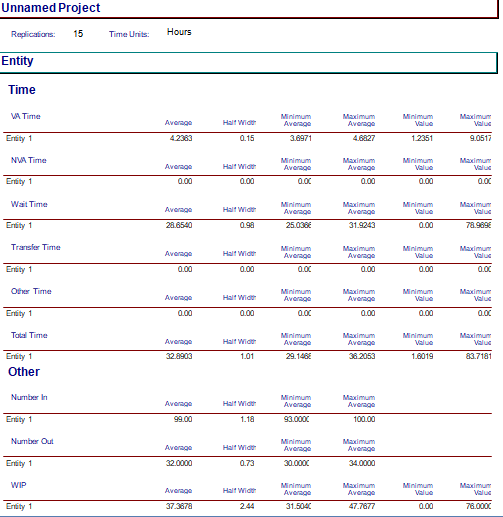 Unnamed Project
Replications: 15 Time Units: Hours
Entity
Time
VA Time Average Half Width Minimum Average Maximum Average Minimum Value Maximum Value
Entity 1 4.2363 0.15 3.6971 4.6827 1.2351 9.0517
NVA Time Average Half Width Minimum Average Maximum Average Minimum Value Maximum Value
Entity 1 0.00 0.00 0.00 0.00 0.00 0.00
Wait Time Average Half Width Minimum Average Maximum Average Minimum Value Maximum Value
Entity 1 28.6540 0.98 25.0366 31.9243 0.00 78.9698
Transfer Time Average Half Width Minimum Average Maximum Average Minimum Value Maximum Value
Entity 1 0.00 0.00 0.00 0.00 0.00 0.00
Other Time Average Half Width Minimum Average Maximum Average Minimum Value Maximum Value
Entity 1 0.00 0.00 0.00 0.00 0.00 0.00
Total Time Average Half Width Minimum Average Maximum Average Minimum Value Maximum Value
Entity 1 32.8903 1.01 29.1468 36.2053 1.6019 83.7181
Other
Number In Average Half Width Minimum Average Maximum Average
Entity 1 99.00 1.18 93.0000 100.00
Number Out Average Half Width Minimum Average Maximum Average
Entity 1 32.0000 0.73 30.0000 34.0000
WIP Average Half Width Minimum Average Maximum Average Minimum Value Maximum Value
Entity 1 37.3678 2.44 31.5040 47.7677 0.00 76.0000